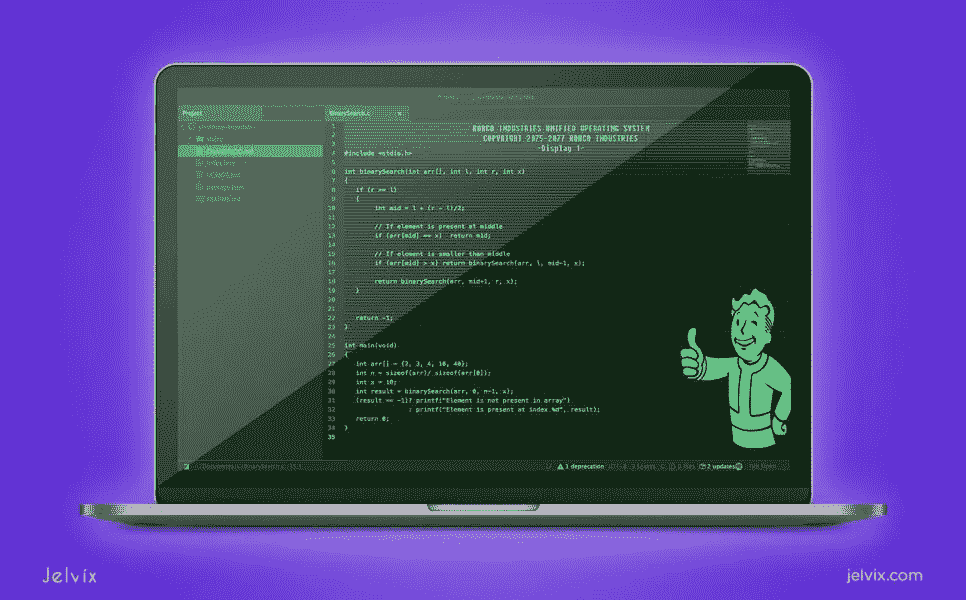 Project
BinarySearch.c
ROBCO INDUSTRIES UNIFIED OPERATING SYSTEM
COPYRIGHT 2075-2077 ROBCO INDUSTRIES
-Display 1-
1
2
3
4 #include <stdio.h>
5
6 int binarySearch(int arr[], int l, int r, int x)
7 {
8 if (r >= l)
9 {
10 int mid = l + (r - l)/2;
11
12 // If element is present at middle
13 if (arr[mid] == x) return mid;
14
15 // If element is smaller than middle
16 if (arr[mid] > x) return binarySearch(arr, l, mid-1, x);
17
18 return binarySearch(arr, mid+1, r, x);
19 }
20
21
22 return -1;
23 }
24
25 int main(void)
26 {
27 int arr[] = {2, 3, 4, 10, 40};
28 int n = sizeof(arr)/ sizeof(arr[0]);
29 int x = 10;
30 int result = binarySearch(arr, 0, n-1, x);
31 (result == -1)? printf("Element is not present in array")
32 : printf("Element is present at index %d", result);
33 return 0;
34 }
35
1 deprecation
2 updates
Jelvix
jelvix.com